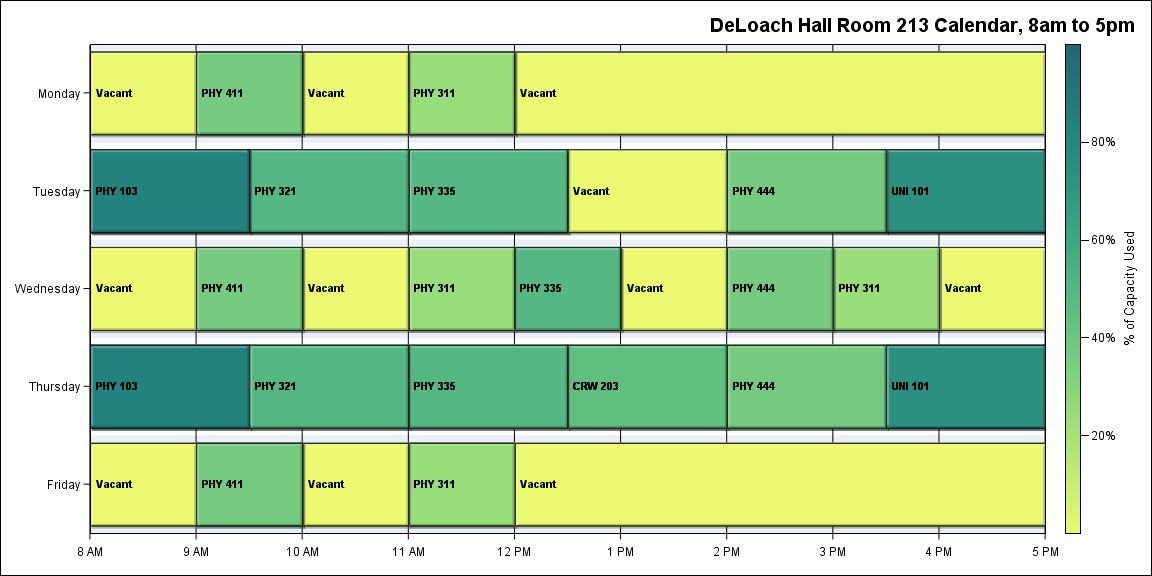 DeLoach Hall Room 213 Calendar, 8am to 5pm
Monday
Vacant
PHY 411
Vacant
PHY 311
Vacant
Tuesday
PHY 103
PHY 321
PHY 335
Vacant
PHY 444
UNI 101
Wednesday
Vacant
PHY 411
Vacant
PHY 311
PHY 335
Vacant
PHY 444
PHY 311
Vacant
Thursday
PHY 103
PHY 321
PHY 335
CRW 203
PHY 444
UNI 101
Friday
Vacant
PHY 411
Vacant
PHY 311
Vacant
8 AM
9 AM
10 AM
11 AM
12 PM
1 PM
2 PM
3 PM
4 PM
5 PM
80%
60%
40%
20%
% of Capacity Used